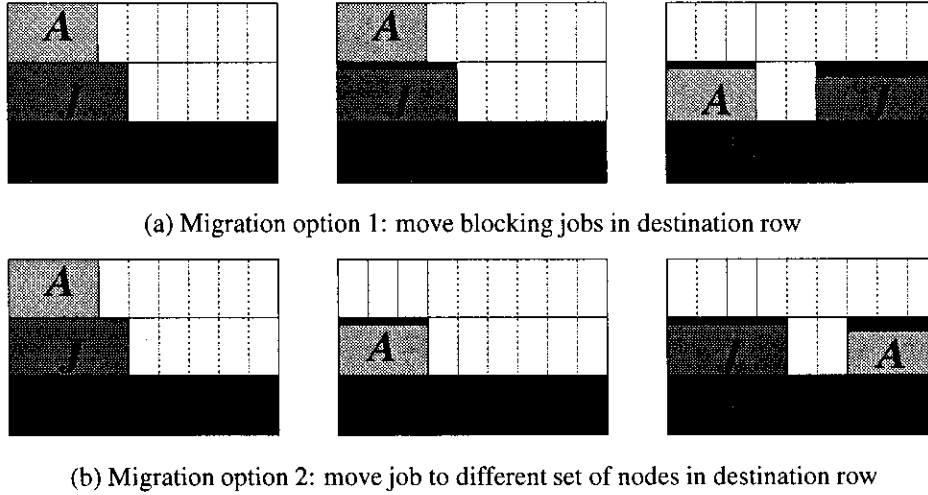 A A
J J A J
(a) Migration option 1: move blocking jobs in destination row
A
J A J A
(b) Migration option 2: move job to different set of nodes in destination row